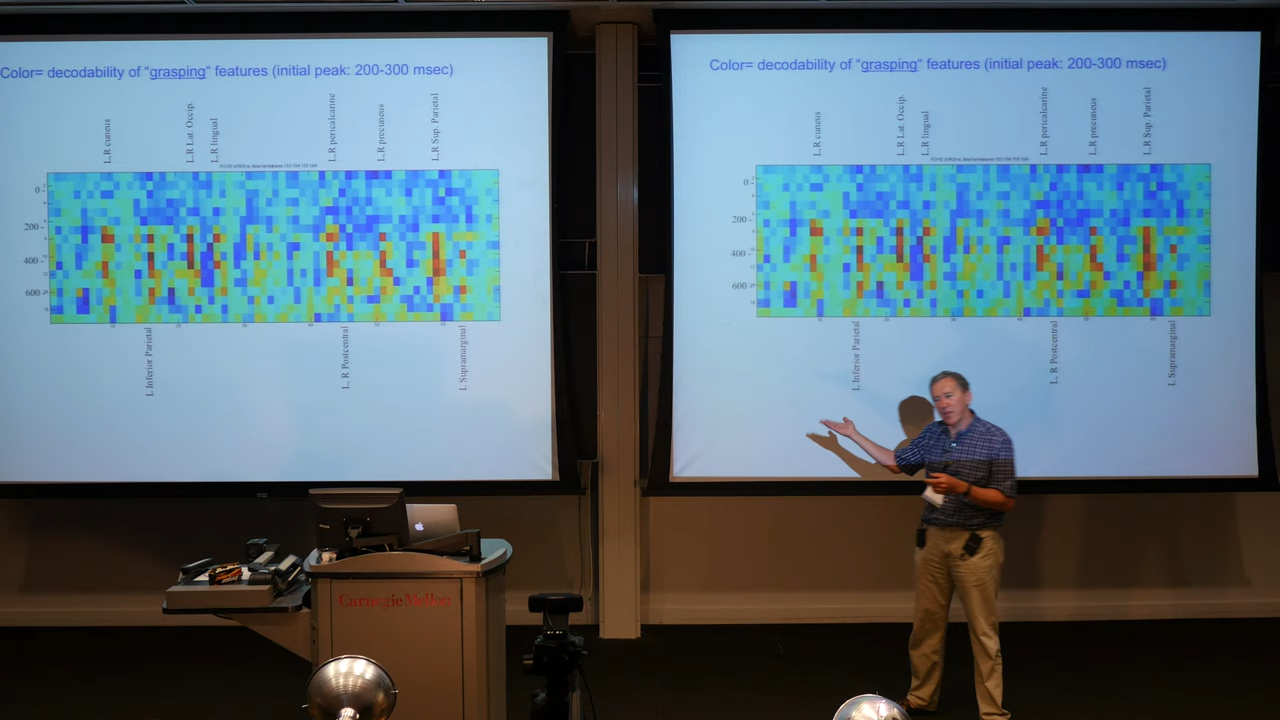 Color= decodability of "grasping" features (initial peak: 200-300 msec)
L,R cuneus
L,R Lat. Occip.
L,R lingual
L,R pericalcarine
L,R precuneus
L,R Sup. Parietal
0
200
400
600
L Inferior Parietal
L, R Postcentral
L Supramarginal
Color= decodability of "grasping" features (initial peak: 200-300 msec)
L,R cuneus
L,R Lat. Occip.
L,R lingual
L,R pericalcarine
L,R precuneus
L,R Sup. Parietal
0
200
400
600
L Inferior Parietal
L, R Postcentral
L Supramarginal
Carnegie Mellon